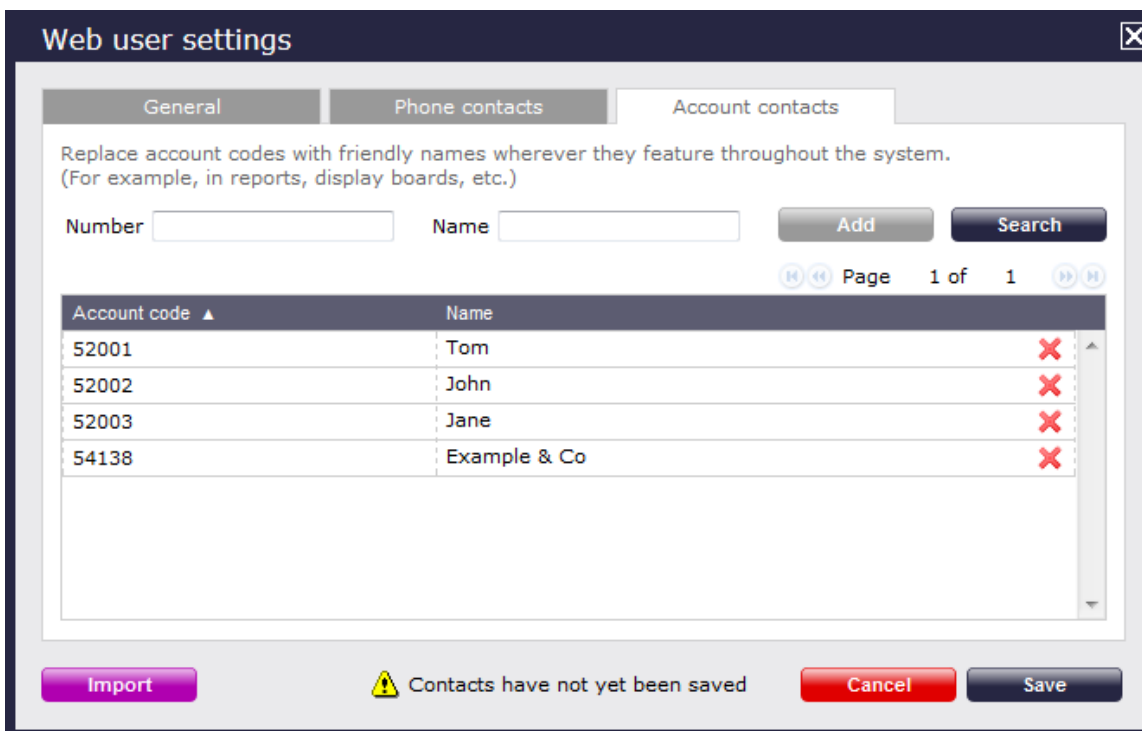 Web user settings
General Phone contacts Account contacts
Replace account codes with friendly names wherever they feature throughout the system.
(For example, in reports, display boards, etc.)
Number Name Add Search
Page 1 of 1
Account code ▲ Name
52001 Tom
52002 John
52003 Jane
54138 Example & Co
Import Contacts have not yet been saved Cancel Save